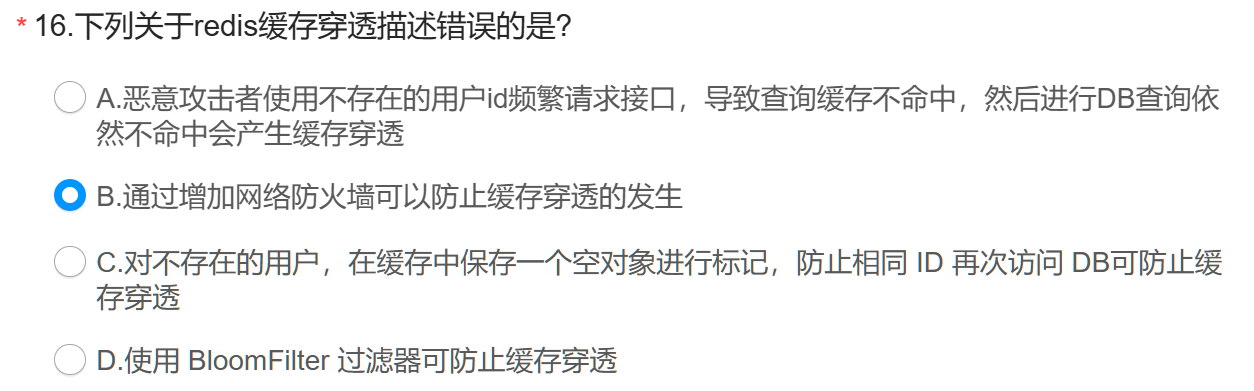 * 16.下列关于redis缓存穿透描述错误的是?
A.恶意攻击者使用不存在的用户id频繁请求接口，导致查询缓存不命中，然后进行DB查询依
然不命中会产生缓存穿透
B.通过增加网络防火墙可以防止缓存穿透的发生
C.对不存在的用户，在缓存中保存一个空对象进行标记，防止相同 ID 再次访问 DB可防止缓
存穿透
D.使用 BloomFilter 过滤器可防止缓存穿透